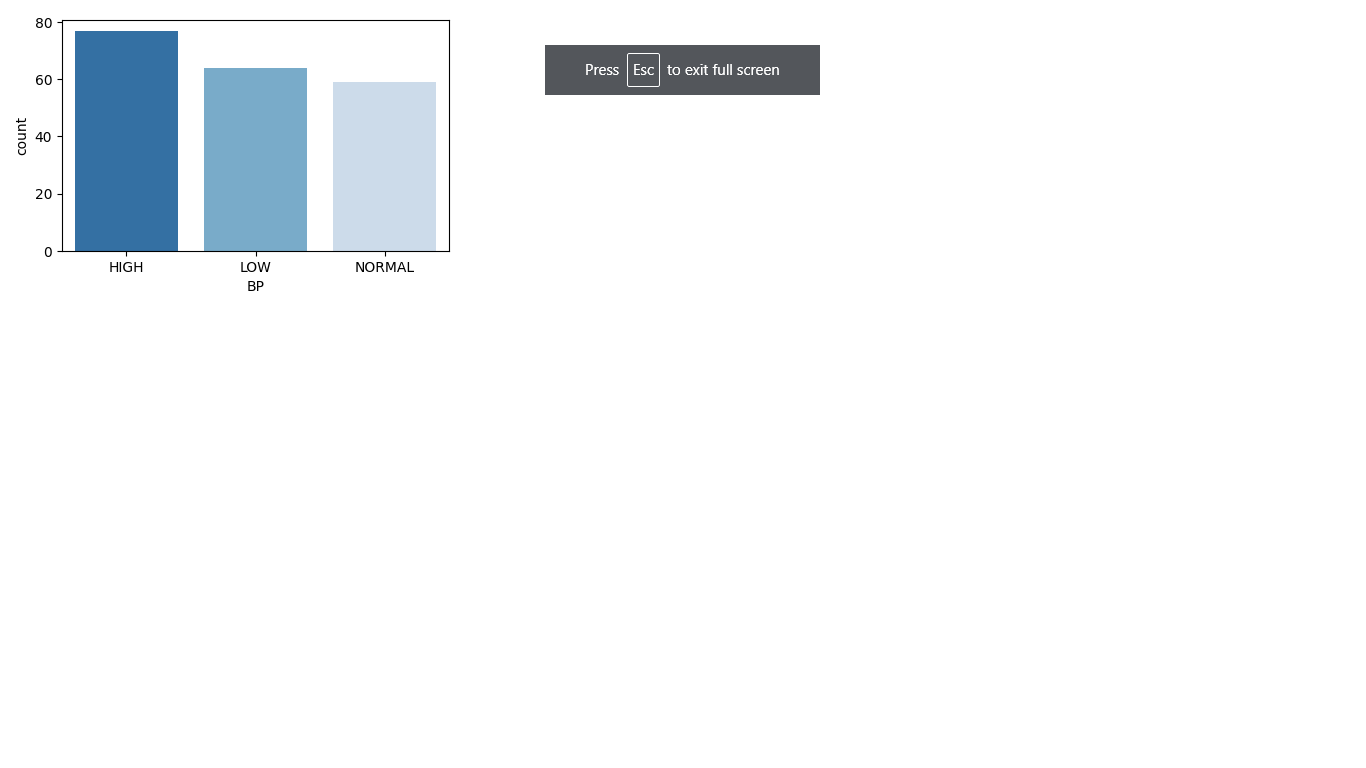 80
60
40
20
0
count
HIGH LOW NORMAL
BP
Press Esc to exit full screen